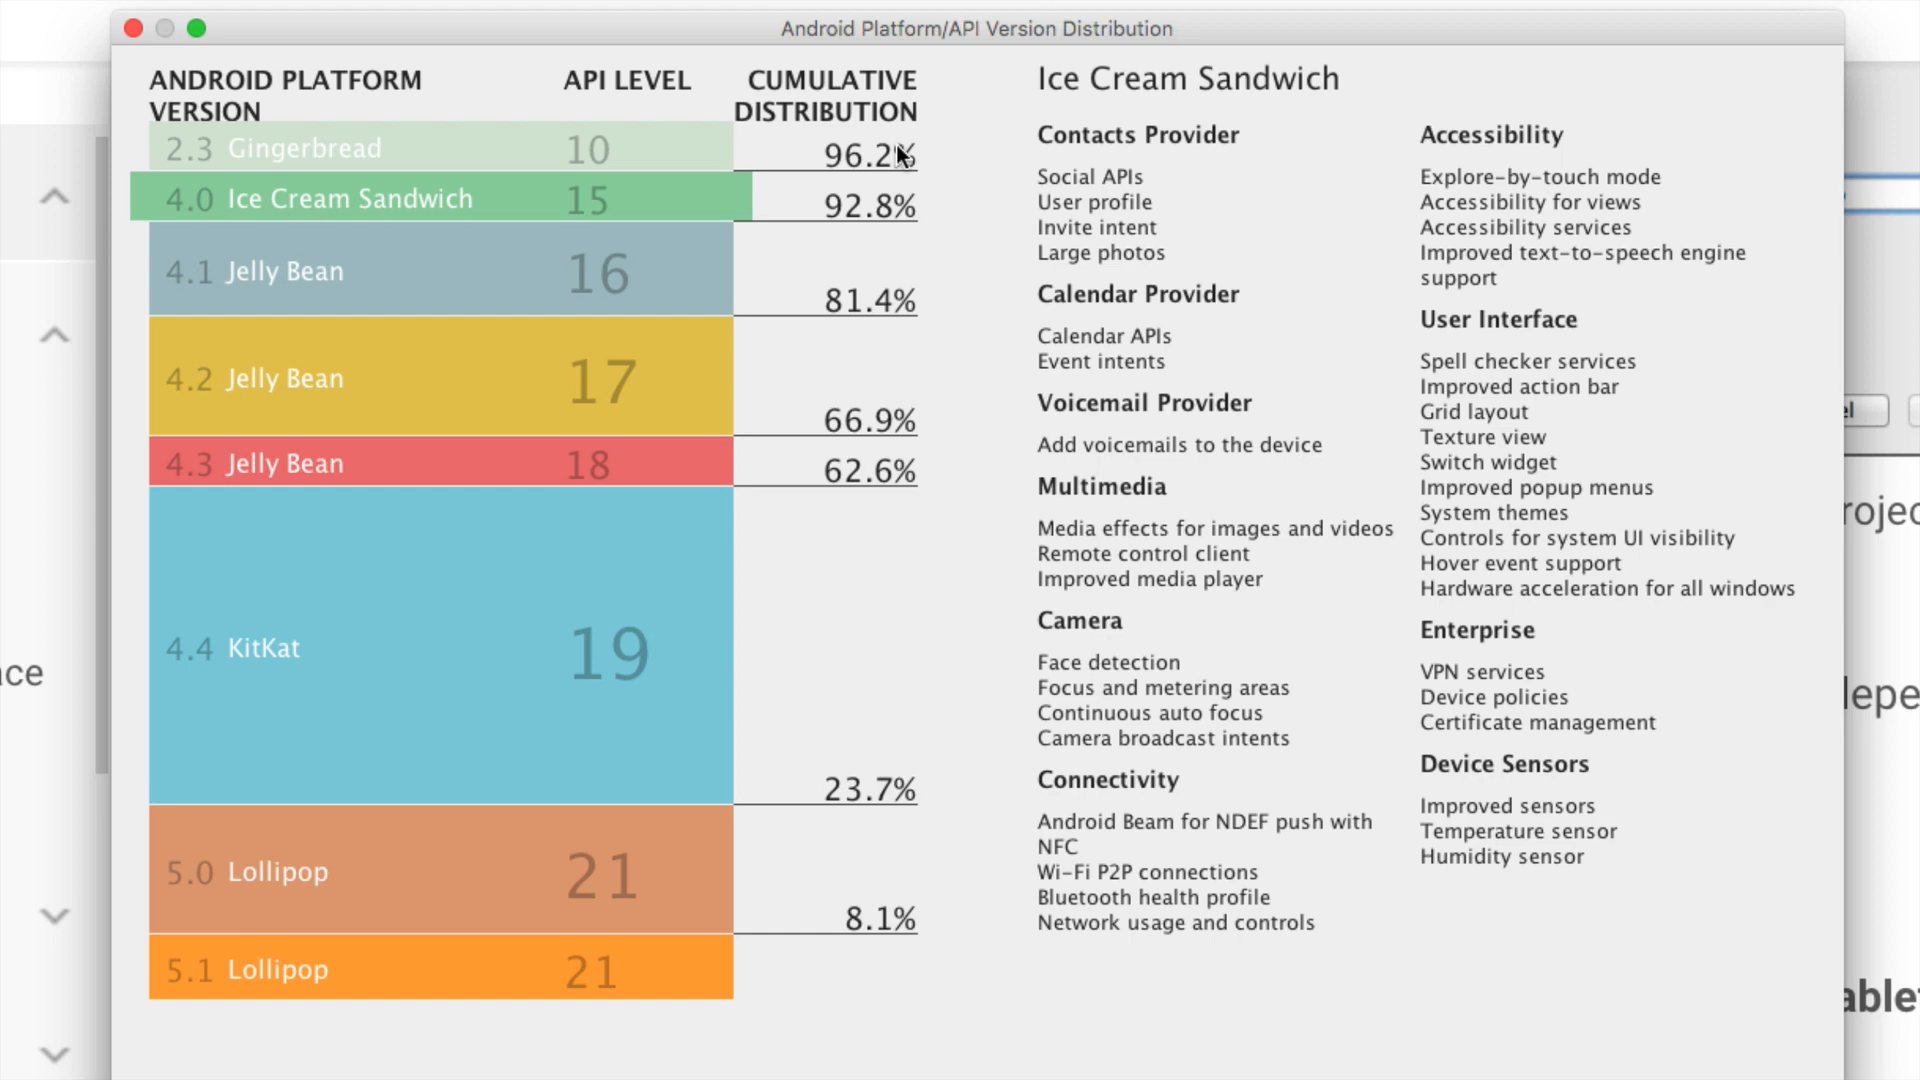 Android Platform/API Version Distribution
ANDROID PLATFORM
VERSION
API LEVEL
CUMULATIVE
DISTRIBUTION
2.3 Gingerbread 10
96.2%
4.0 Ice Cream Sandwich 15
92.8%
4.1 Jelly Bean 16
81.4%
4.2 Jelly Bean 17
66.9%
4.3 Jelly Bean 18
62.6%
4.4 KitKat 19
23.7%
5.0 Lollipop 21
8.1%
5.1 Lollipop 21
Ice Cream Sandwich
Contacts Provider
Social APIs
User profile
Invite intent
Large photos
Calendar Provider
Calendar APIs
Event intents
Voicemail Provider
Add voicemails to the device
Multimedia
Media effects for images and videos
Remote control client
Improved media player
Camera
Face detection
Focus and metering areas
Continuous auto focus
Camera broadcast intents
Connectivity
Android Beam for NDEF push with
NFC
Wi-Fi P2P connections
Bluetooth health profile
Network usage and controls
Accessibility
Explore-by-touch mode
Accessibility for views
Accessibility services
Improved text-to-speech engine
support
User Interface
Spell checker services
Improved action bar
Grid layout
Texture view
Switch widget
Improved popup menus
System themes
Controls for system UI visibility
Hover event support
Hardware acceleration for all windows
Enterprise
VPN services
Device policies
Certificate management
Device Sensors
Improved sensors
Temperature sensor
Humidity sensor